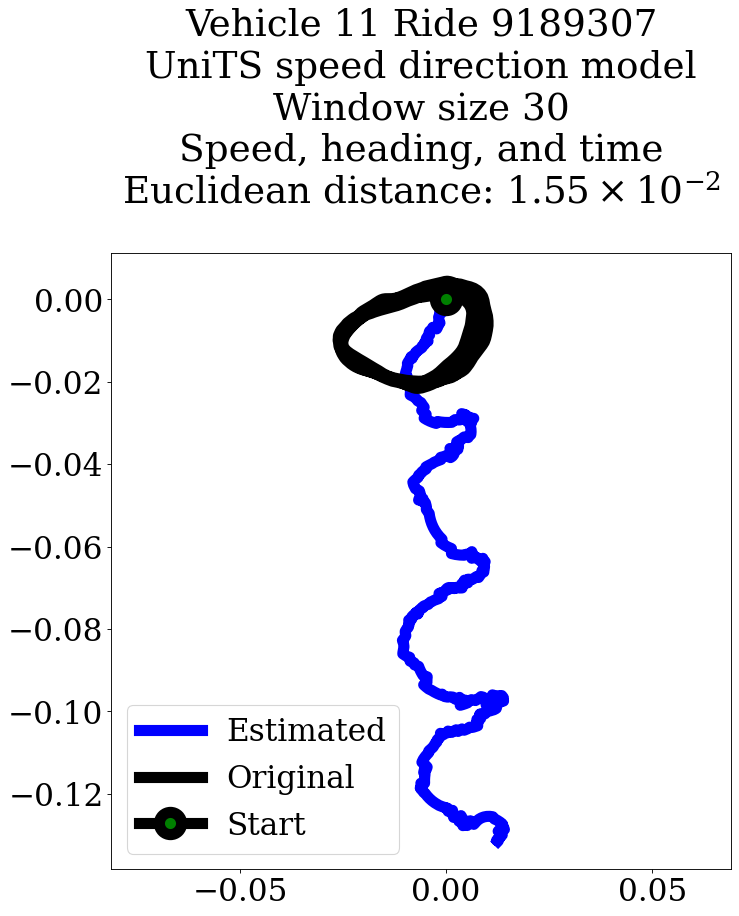 Vehicle 11 Ride 9189307
UniTS speed direction model
Window size 30
Speed, heading, and time
Euclidean distance: 1.55 × 10⁻²
0.00
−0.02
−0.04
−0.06
−0.08
−0.10
−0.12
Estimated
Original
Start
−0.05 0.00 0.05